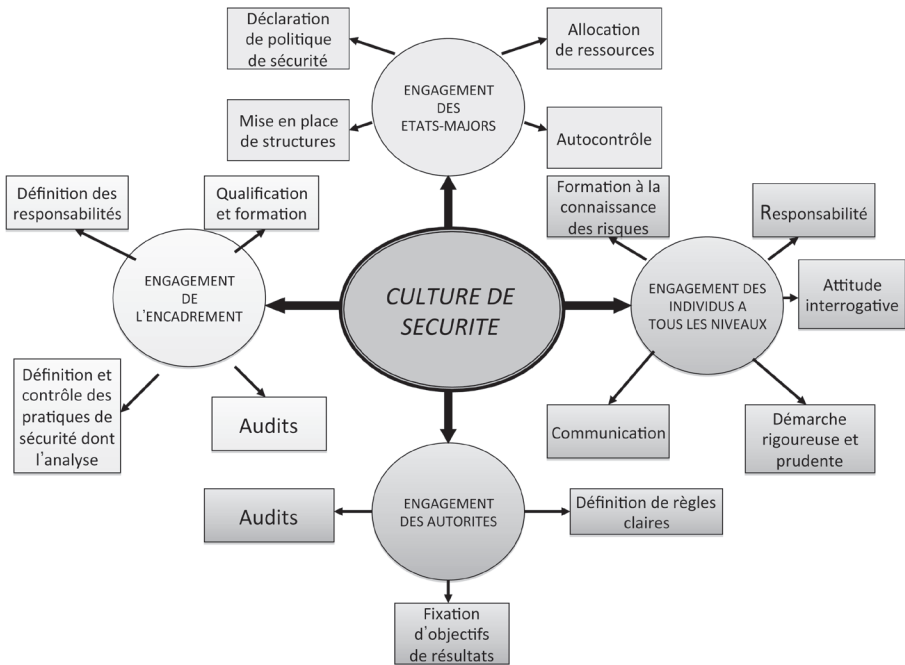 Déclaration
de politique
de sécurité
Allocation
de ressources
ENGAGEMENT
DES
ETATS-MAJORS
Mise en place
de structures
Autocontrôle
Définition des
responsabilités
Qualification
et formation
ENGAGEMENT
DE
L'ENCADREMENT
Définition et
contrôle des
pratiques de
sécurité dont
l'analyse
Audits
CULTURE DE
SECURITE
Formation à la
connaissance
des risques
Responsabilité
ENGAGEMENT DES
INDIVIDUS A
TOUS LES NIVEAUX
Attitude
interrogative
Communication
Démarche
rigoureuse et
prudente
ENGAGEMENT
DES AUTORITES
Audits
Définition de règles
claires
Fixation
d'objectifs
de résultats